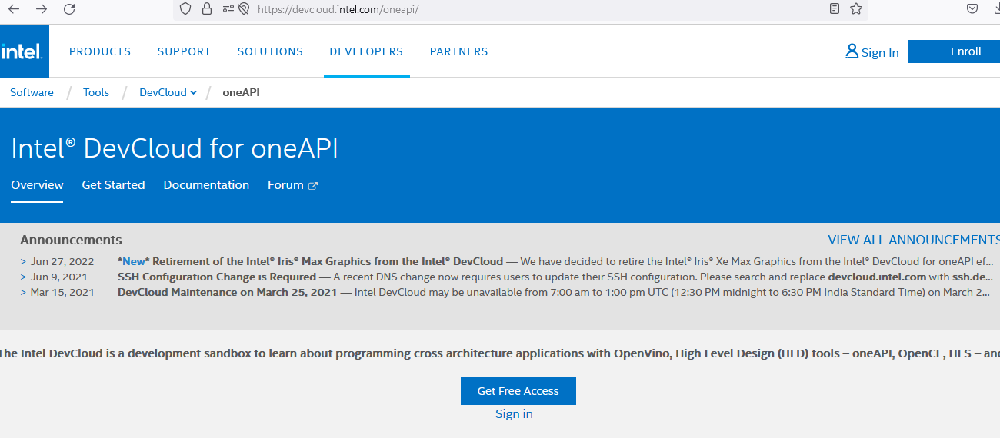 https://devcloud.intel.com/oneapi/
intel.
PRODUCTS SUPPORT SOLUTIONS DEVELOPERS PARTNERS Sign In Enroll
Software / Tools / DevCloud / oneAPI
Intel® DevCloud for oneAPI
Overview Get Started Documentation Forum
Announcements VIEW ALL ANNOUNCEMENTS
> Jun 27, 2022 *New* Retirement of the Intel® Iris® Max Graphics from the Intel® DevCloud — We have decided to retire the Intel® Iris® Xe Max Graphics from the Intel® DevCloud for oneAPI ef...
> Jun 9, 2021 SSH Configuration Change is Required — A recent DNS change now requires users to update their SSH configuration. Please search and replace devcloud.intel.com with ssh.de...
> Mar 15, 2021 DevCloud Maintenance on March 25, 2021 — Intel DevCloud may be unavailable from 7:00 am to 1:00 pm UTC (12:30 PM midnight to 6:30 PM India Standard Time) on March 2...
The Intel DevCloud is a development sandbox to learn about programming cross architecture applications with OpenVino, High Level Design (HLD) tools – oneAPI, OpenCL, HLS – and
Get Free Access
Sign in